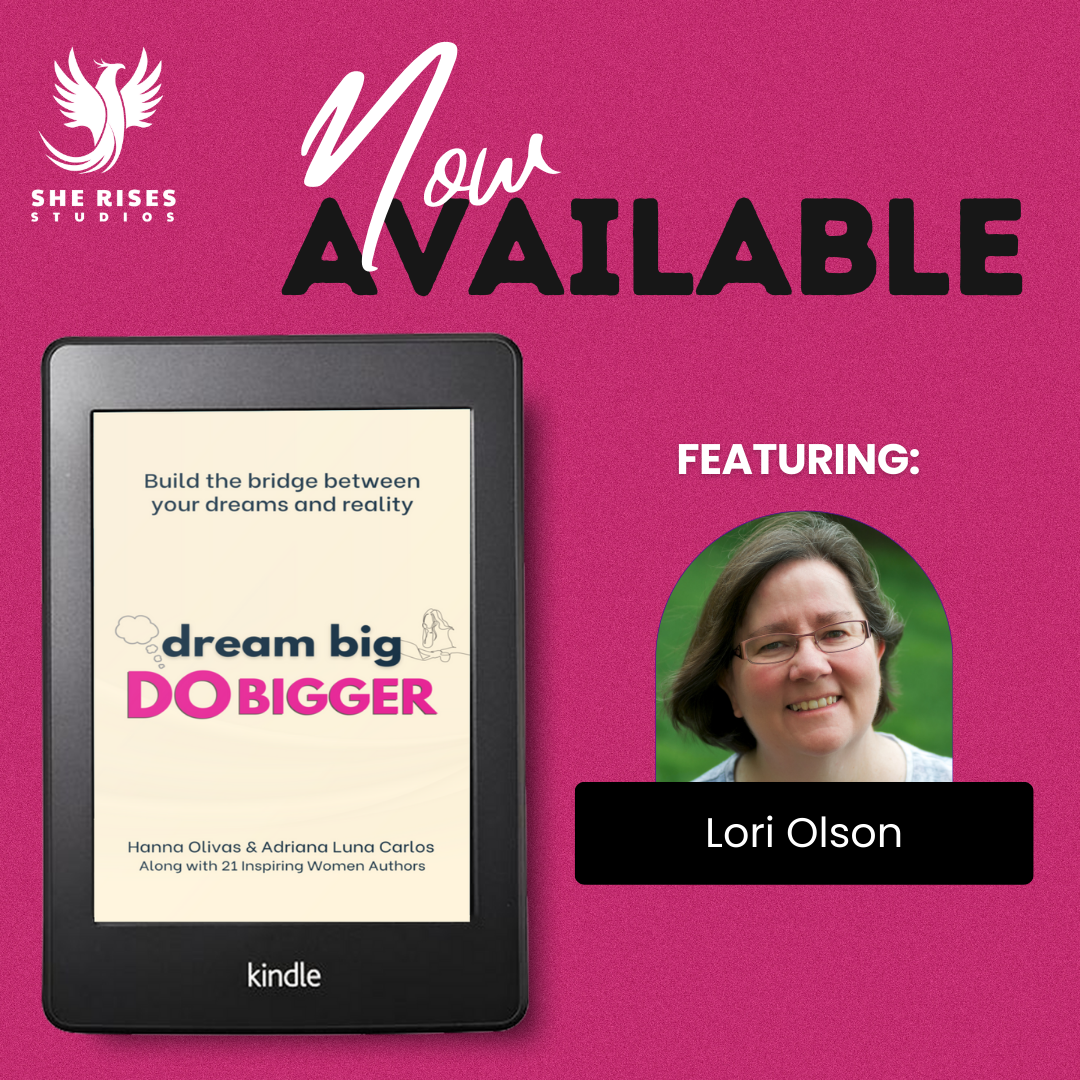 SHE RISES
STUDIOS
Now
AVAILABLE
Build the bridge between
your dreams and reality
dream big
DO BIGGER
Hanna Olivas & Adriana Luna Carlos
Along with 21 Inspiring Women Authors
kindle
FEATURING:
Lori Olson